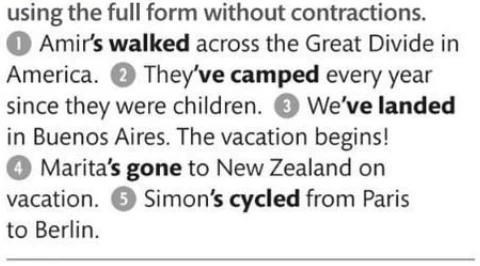 using the full form without contractions.
1 Amir's walked across the Great Divide in
America. 2 They've camped every year
since they were children. 3 We've landed
in Buenos Aires. The vacation begins!
4 Marita's gone to New Zealand on
vacation. 5 Simon's cycled from Paris
to Berlin.